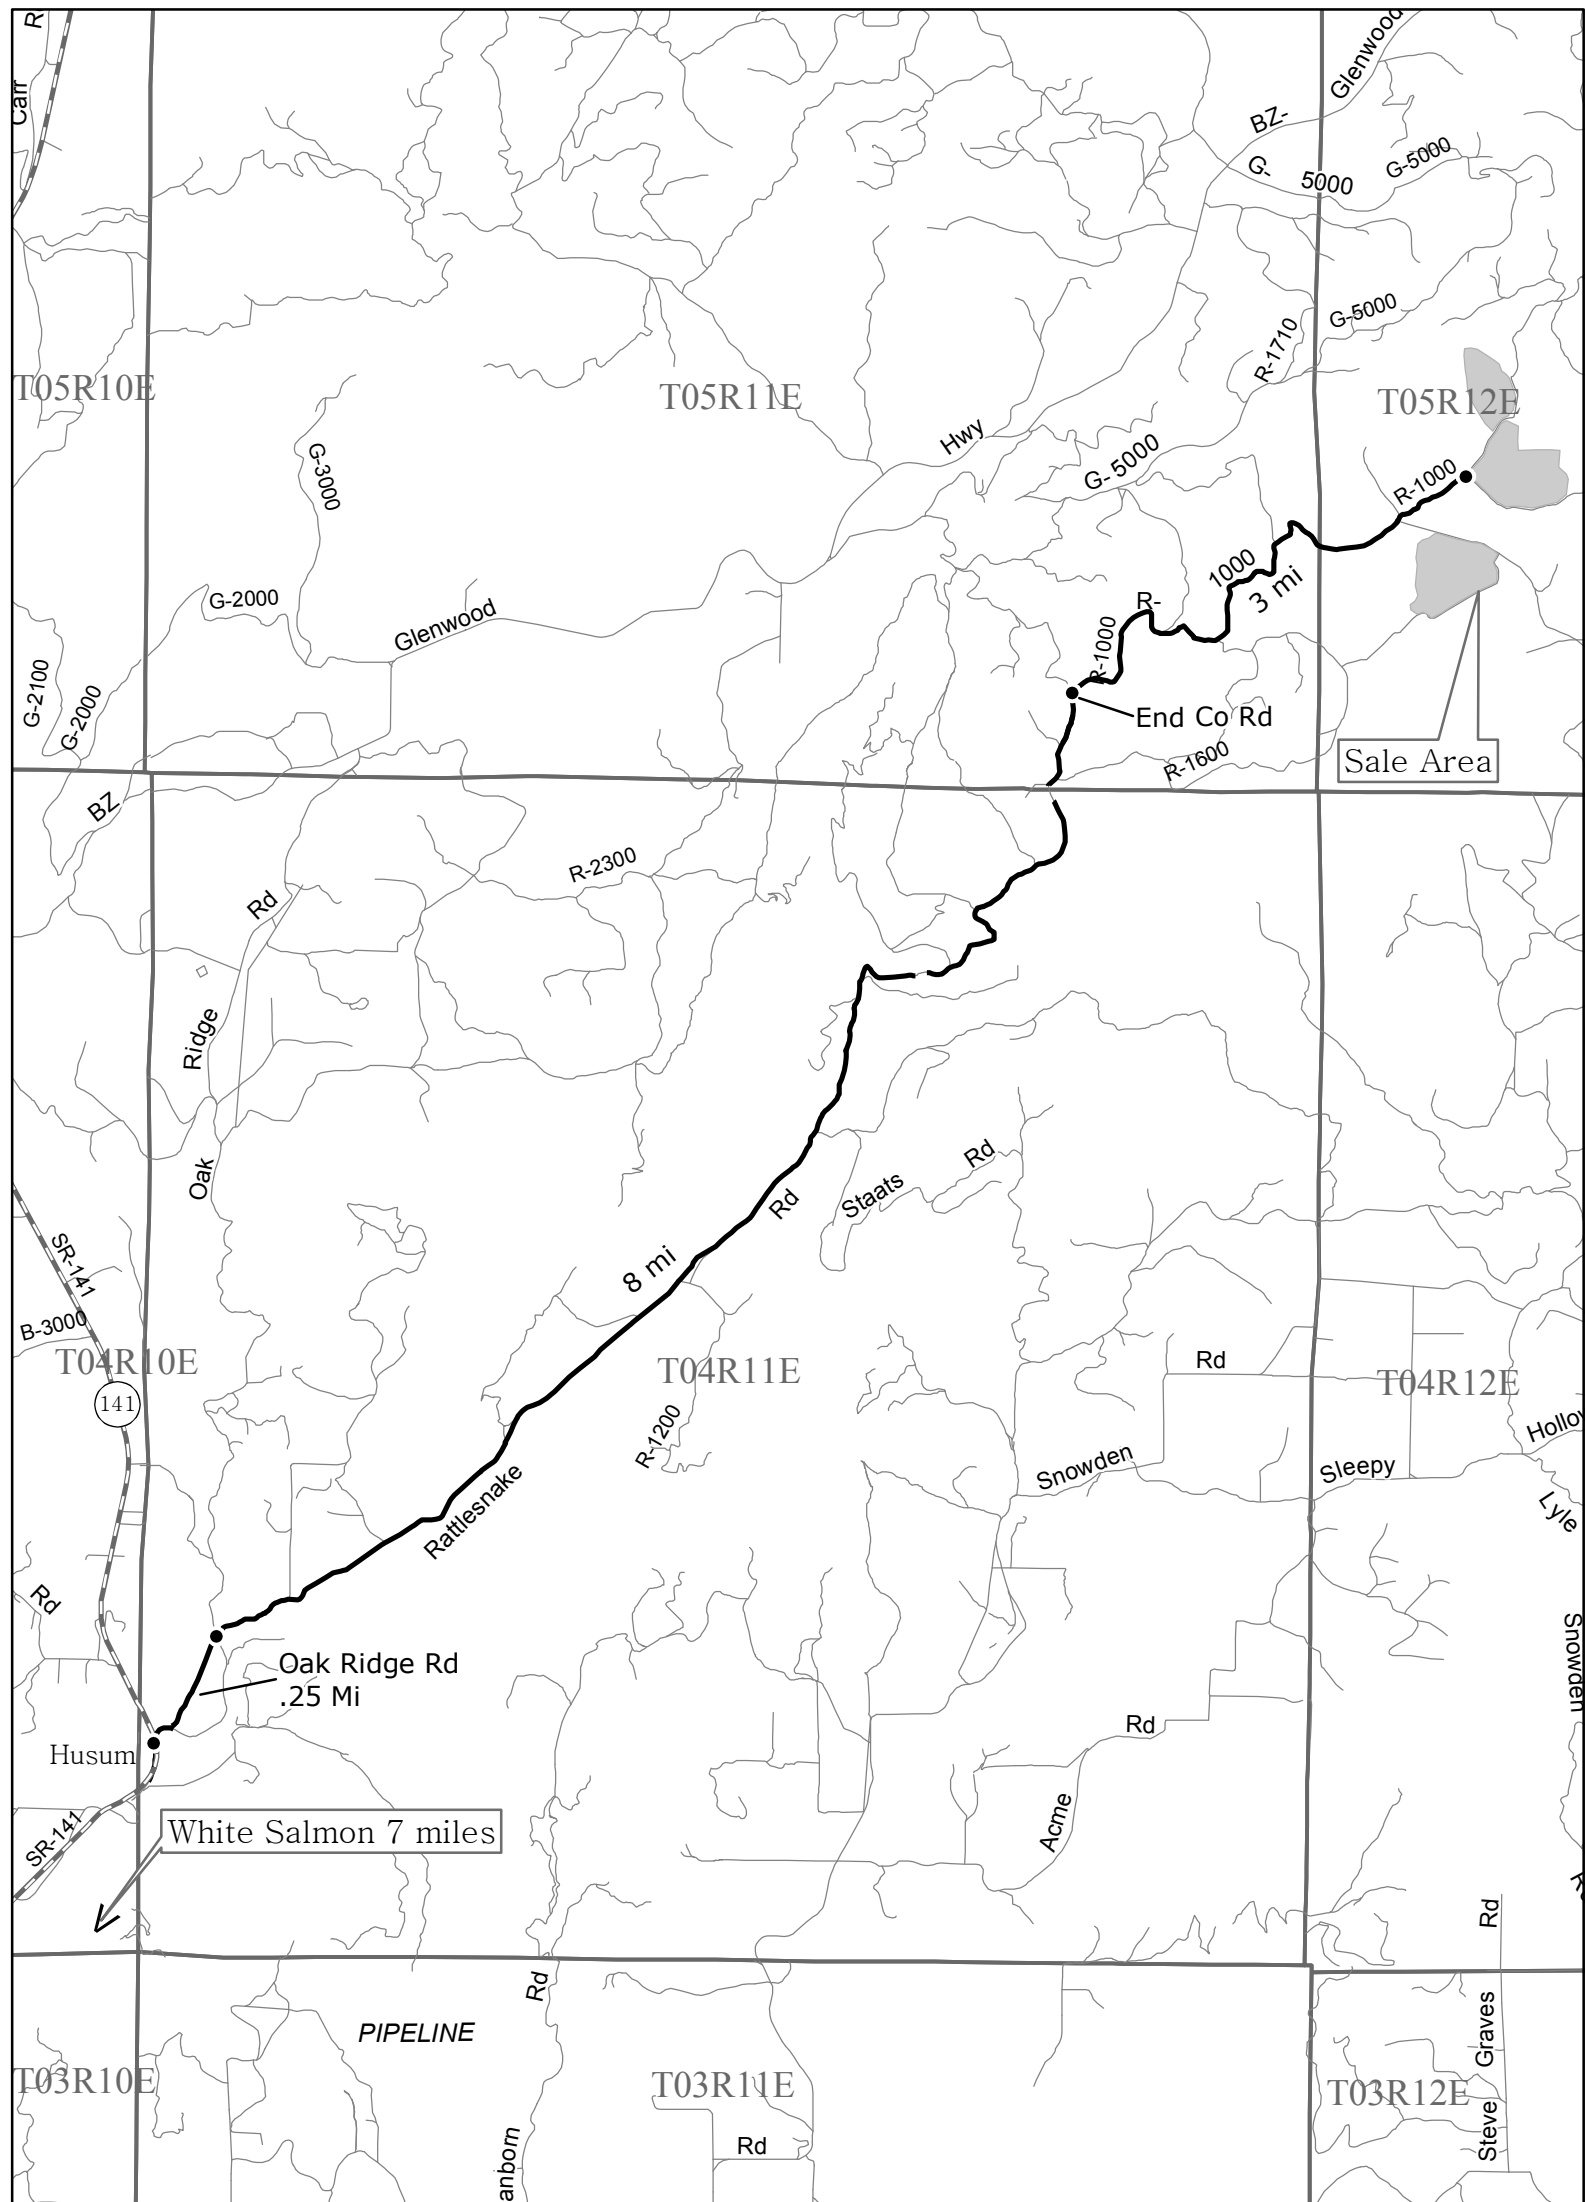 R
Carr
Glenwood
BZ-
G-
5000
G-5000
G-5000
R-1710
T05R10E
T05R11E
T05R12E
Hwy
G-3000
G- 5000
R-1000
1000
3 mi
R-
G-2000
Glenwood
R-1000
G-2100
G-2000
End Co Rd
R-1600
Sale Area
BZ
R-2300
Rd
Ridge
Oak
Rd
Staats
Rd
SR-141
8 mi
B-3000
T04R10E
T04R11E
Rd
T04R12E
141
R-1200
Hollo
Snowden
Sleepy
Lyle
Rattlesnake
Rd
Oak Ridge Rd
.25 Mi
Snowden
Rd
Husum
Acme
White Salmon 7 miles
SR-141
Rd
Rd
PIPELINE
Graves
T03R10E
T03R11E
T03R12E
Steve
Rd
anborn